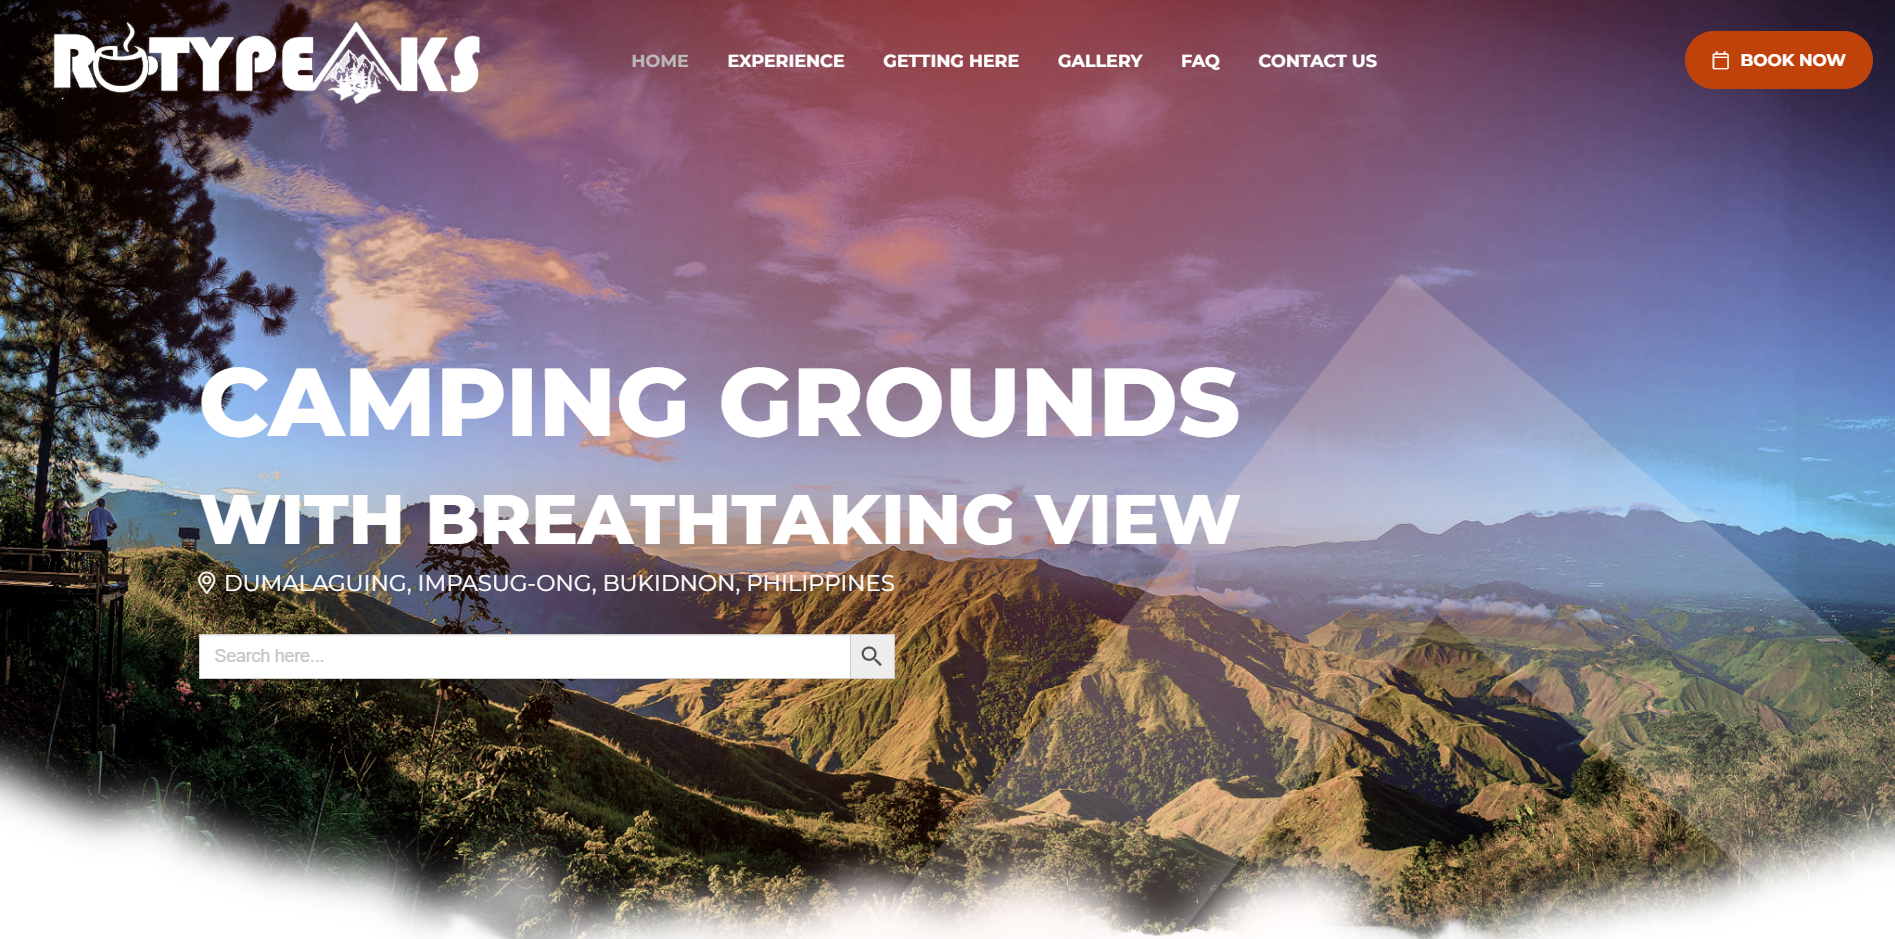 ROTYPEAKS
HOME
EXPERIENCE
GETTING HERE
GALLERY
FAQ
CONTACT US
BOOK NOW
CAMPING GROUNDS
WITH BREATHTAKING VIEW
DUMALAGUING, IMPASUG-ONG, BUKIDNON, PHILIPPINES
Search here...